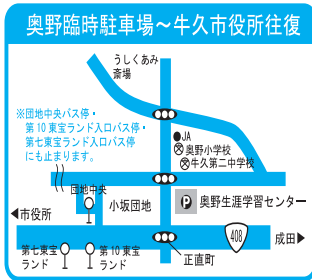 奥野臨時駐車場～牛久市役所往復
うしくあみ
斎場
※団地中央バス停・
第10東宝ランド入口バス停・
第七東宝ランド入口バス停
にも止まります。
●JA
奥野小学校
牛久第二中学校
団地中央
小坂団地
P 奥野生涯学習センター
◀市役所
408
成田▶
第七東宝
ランド
第10東宝
ランド
正直町